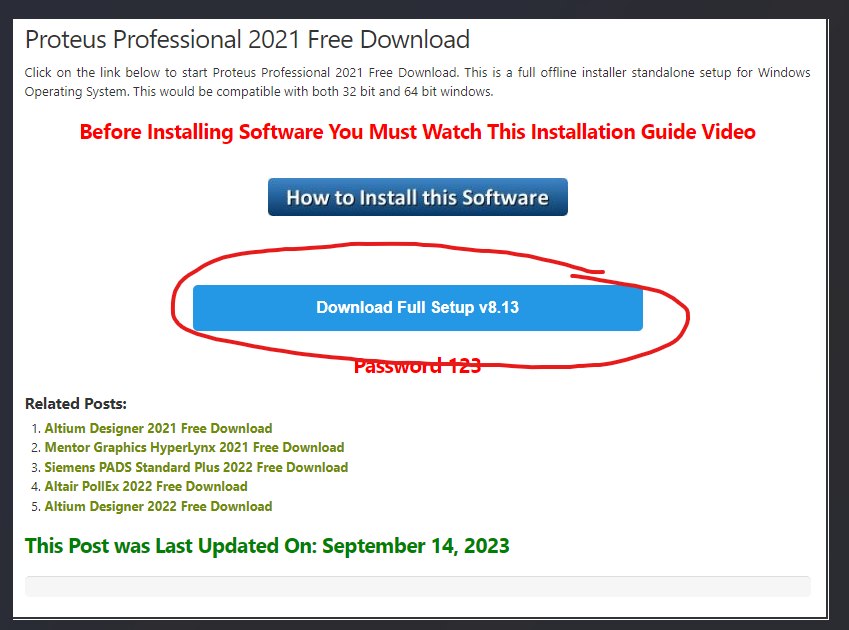 Proteus Professional 2021 Free Download
Click on the link below to start Proteus Professional 2021 Free Download. This is a full offline installer standalone setup for Windows
Operating System. This would be compatible with both 32 bit and 64 bit windows.
Before Installing Software You Must Watch This Installation Guide Video
How to Install this Software
Download Full Setup v8.13
Password 123
Related Posts:
1. Altium Designer 2021 Free Download
2. Mentor Graphics HyperLynx 2021 Free Download
3. Siemens PADS Standard Plus 2022 Free Download
4. Altair PollEx 2022 Free Download
5. Altium Designer 2022 Free Download
This Post was Last Updated On: September 14, 2023